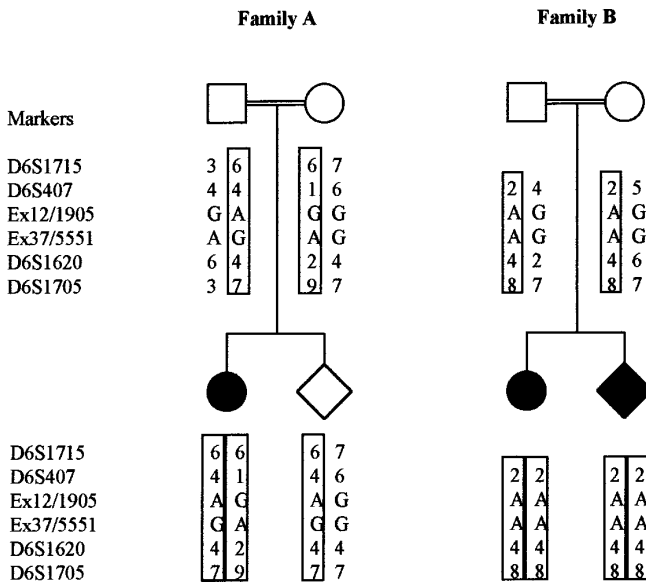 Family A Family B
Markers
D6S1715 3 6 6 7
D6S407 4 4 1 6 2 4 2 5
Ex12/1905 G A G G A G A G
Ex37/5551 A G A G A G A G
D6S1620 6 4 2 4 4 2 4 6
D6S1705 3 7 9 7 8 7 8 7
D6S1715 6 6 6 7
D6S407 4 1 4 6 2 2 2 2
Ex12/1905 A G A G A A A A
Ex37/5551 G A G G A A A A
D6S1620 4 2 4 4 4 4 4 4
D6S1705 7 9 7 7 8 8 8 8